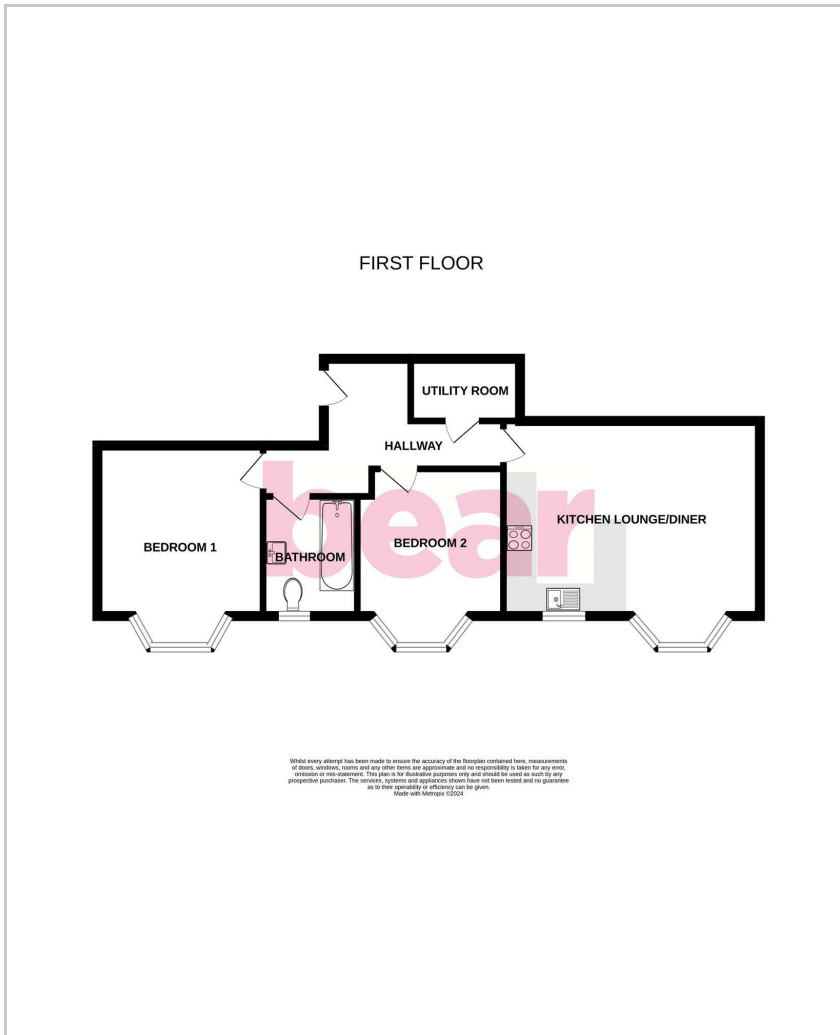 FIRST FLOOR
UTILITY ROOM
HALLWAY
KITCHEN LOUNGE/DINER
BEDROOM 1
BEDROOM 2
BATHROOM
bear
Whilst every attempt has been made to ensure the accuracy of the floorplan contained here, measurements
of doors, windows, rooms and any other items are approximate and no responsibility is taken for any error,
omission or mis-statement. This plan is for illustrative purposes only and should be used as such by any
prospective purchaser. The services, systems and appliances shown have not been tested and no guarantee
as to their operability or efficiency can be given.
Made with Metropix ©2024